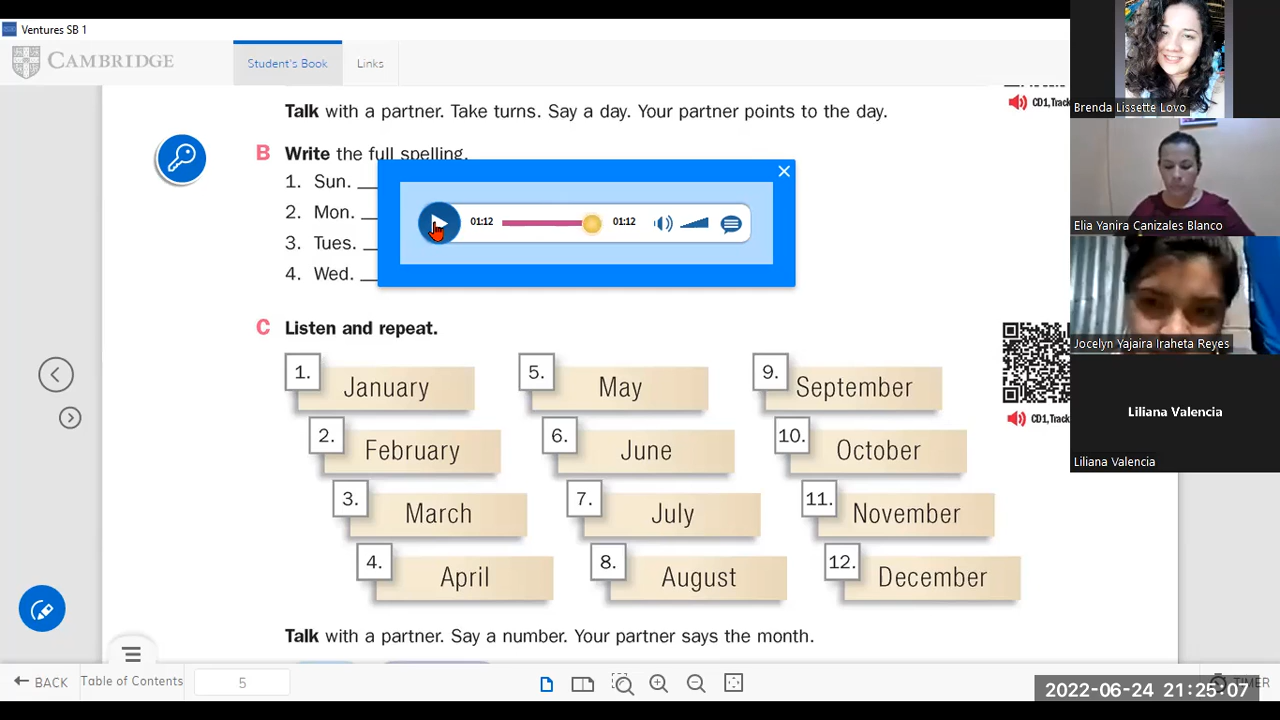 Ventures SB 1
CAMBRIDGE
Student's Book
Links
Talk with a partner. Take turns. Say a day. Your partner points to the day.
CD1, Track
B Write the full spelling.
1. Sun.
2. Mon.
3. Tues.
4. Wed.
01:12
01:12
C Listen and repeat.
1. January
2. February
3. March
4. April
5. May
6. June
7. July
8. August
9. September
10. October
11. November
12. December
CD1, Track
Talk with a partner. Say a number. Your partner says the month.
BACK
Table of Contents
5
TIMER
2022-06-24 21:25:07
Brenda Lissette Lovo
Elia Yanira Canizales Blanco
Jocelyn Yajaira Iraheta Reyes
Liliana Valencia
Liliana Valencia